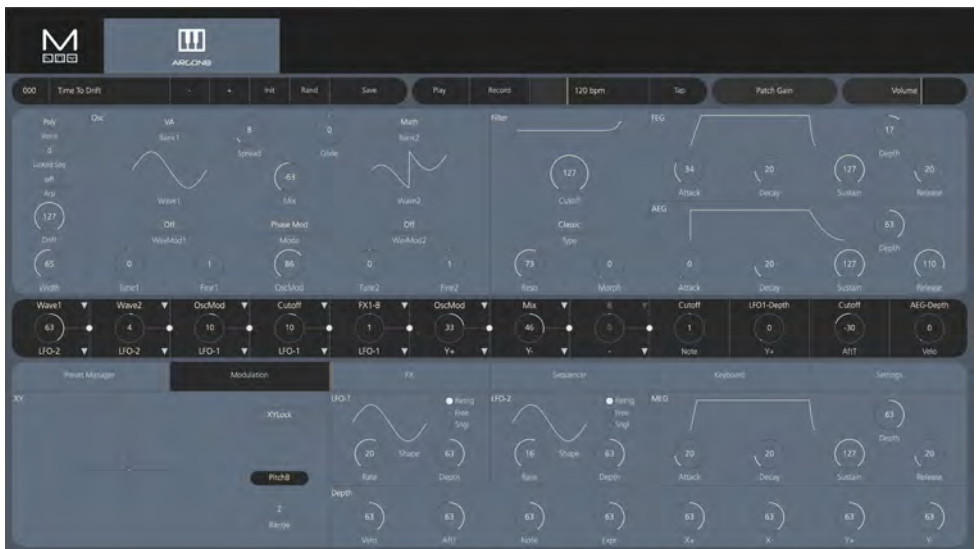 M
ARGON8
000 Time To Drift - + Init Rand Save Play Record 120 bpm Tap Patch Gain Volume
Poly Osc VA 8 0 Math Filter FEG 17
Voice Bank1 Spread Glide Bank2 Depth
0
Linked Seq
off
Arp
127 -63 127 34 20 127 20
Drift Wave1 Mix Wave2 Cutoff Attack Decay Sustain Release
Off Phase Mod Off Classic AEG 63
WavMod1 Mode WavMod2 Type Depth
65 0 1 86 0 1 73 0 0 20 127 110
Width Tune1 Fine1 OscMod Tune2 Fine2 Reso Morph Attack Decay Sustain Release
Wave1 Wave2 OscMod Cutoff FX1-B OscMod Mix Cutoff LFO1-Depth Cutoff AEG-Depth
63 4 10 10 1 33 46 0 1 0 -30 0
LFO-2 LFO-2 LFO-1 LFO-1 LFO-1 Y+ Y- - Note Y+ AftT Velo
Preset Manager Modulation FX Sequencer Keyboard Settings
XY XYLock LFO-1 Retrig LFO-2 Retrig MEG 63
Free Free Depth
Sngl Sngl
20 Shape 63 16 Shape 63 20 20 127 20
PitchB Rate Depth Rate Depth Attack Decay Sustain Release
Depth
2 63 63 63 63 63 63 63 63
Range Velo AftT Note Expr X+ X- Y+ Y-